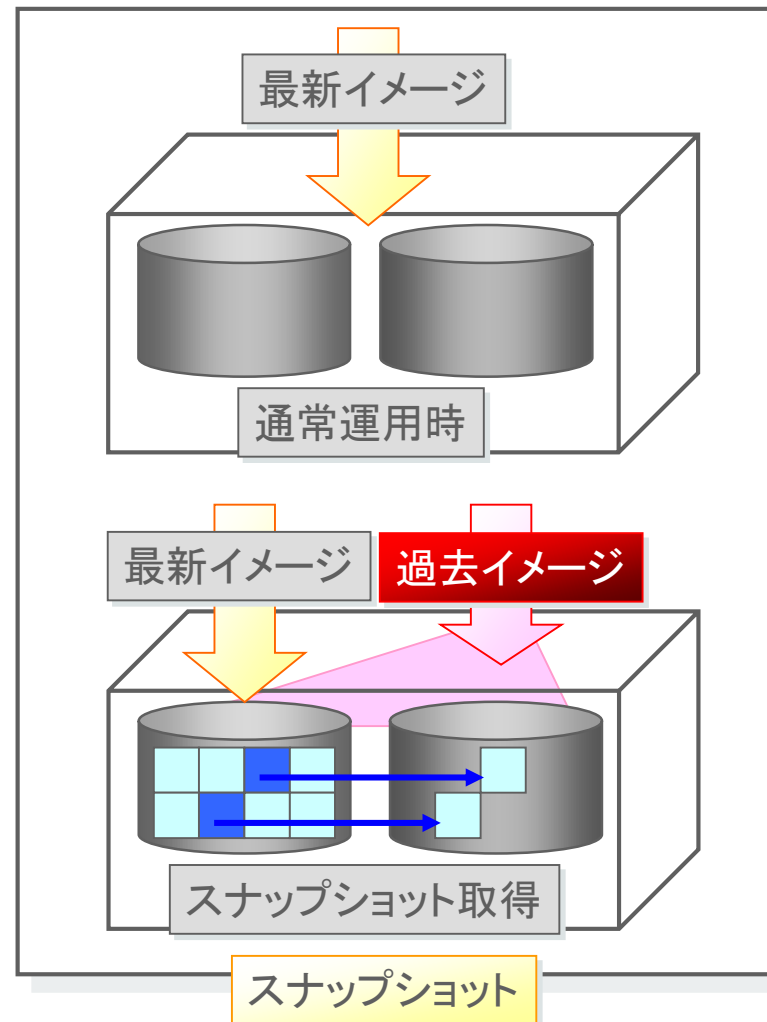 最新イメージ
通常運用時
最新イメージ
過去イメージ
スナップショット取得
スナップショット